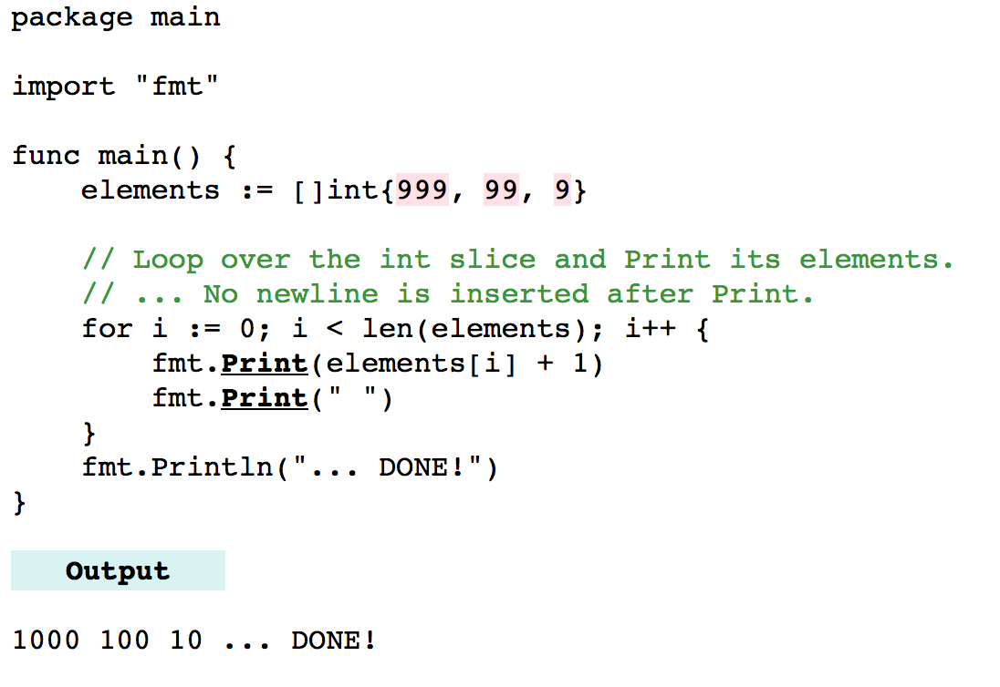 package main
import "fmt"
func main() {
    elements := []int{999, 99, 9}
    // Loop over the int slice and Print its elements.
    // ... No newline is inserted after Print.
    for i := 0; i < len(elements); i++ {
        fmt.Print(elements[i] + 1)
        fmt.Print(" ")
    }
    fmt.Println("... DONE!")
}
Output
1000 100 10 ... DONE!